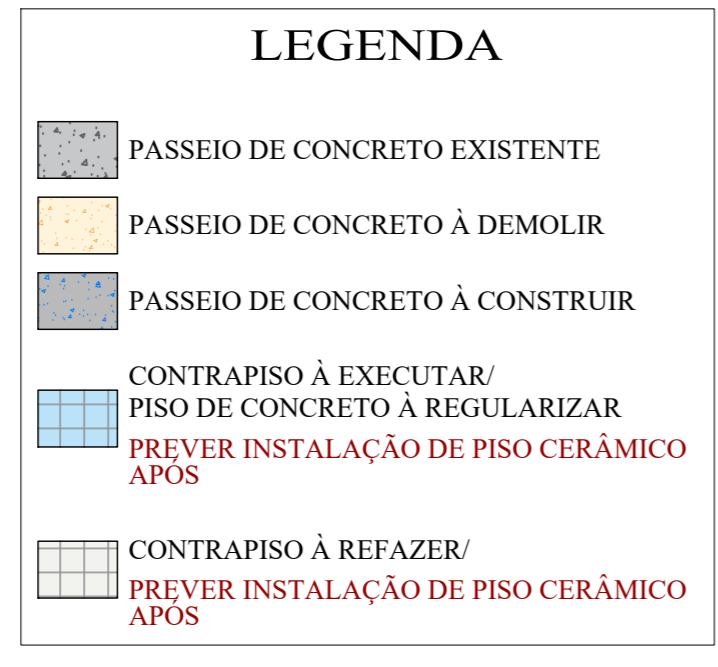 LEGENDA
PASSEIO DE CONCRETO EXISTENTE
PASSEIO DE CONCRETO À DEMOLIR
PASSEIO DE CONCRETO À CONSTRUIR
CONTRAPISO À EXECUTAR/
PISO DE CONCRETO À REGULARIZAR
PREVER INSTALAÇÃO DE PISO CERÂMICO
APÓS
CONTRAPISO À REFAZER/
PREVER INSTALAÇÃO DE PISO CERÂMICO
APÓS